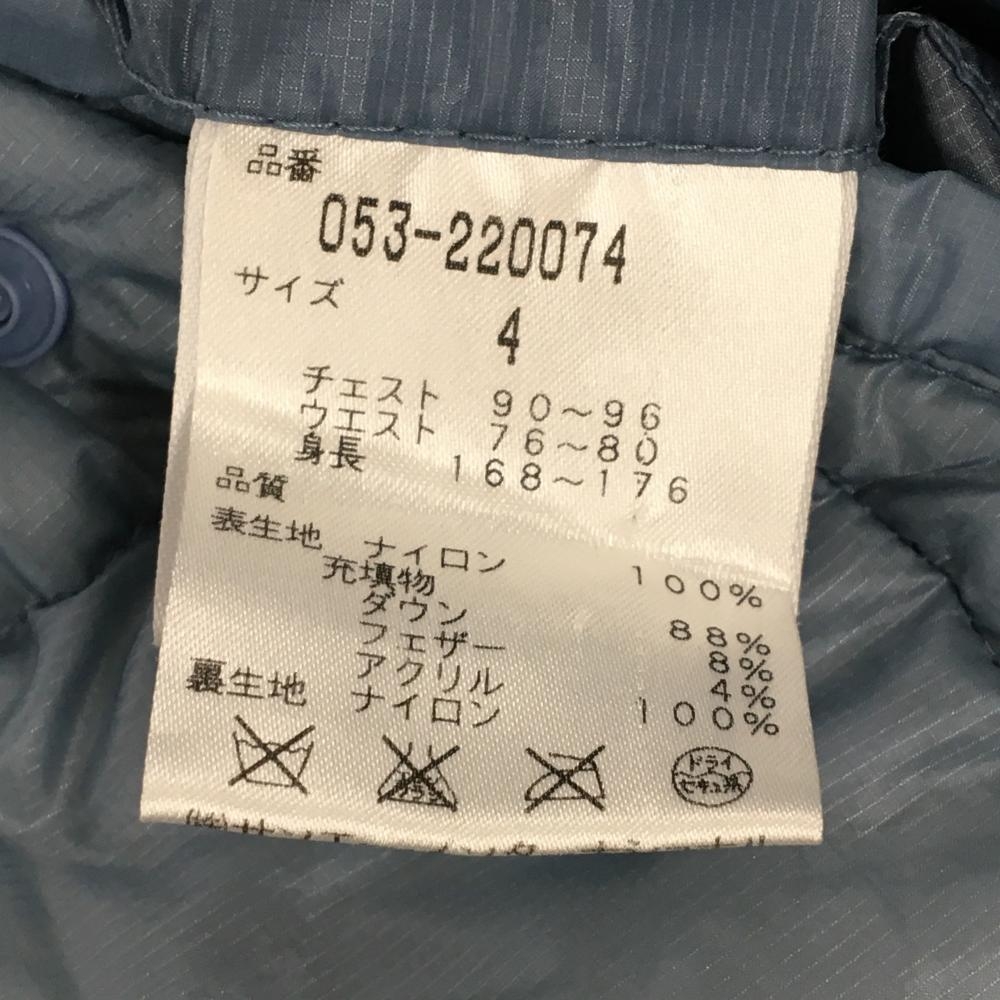 品番
053-220074
サイズ
4
チェスト 90〜96
ウエスト 76〜80
身長 168〜176
品質
表生地 ナイロン 100%
充填物
ダウン 88%
フェザー 8%
アクリル 4%
裏生地 ナイロン 100%
ドライ
セキユ系